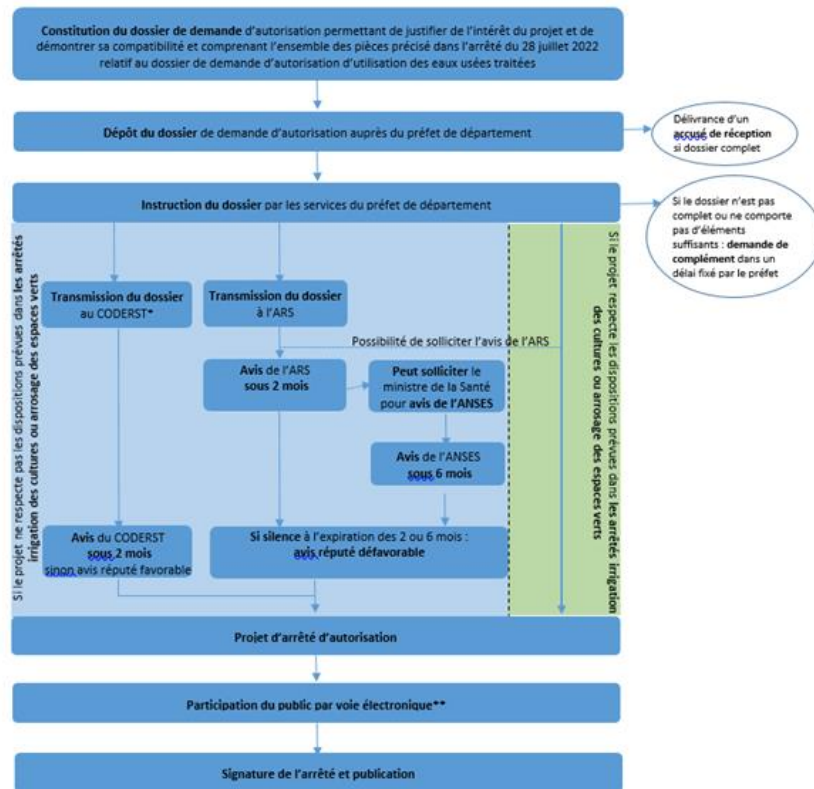 Constitution du dossier de demande d'autorisation permettant de justifier de l'intérêt du projet et de
démontrer sa compatibilité et comprenant l'ensemble des pièces précisé dans l'arrêté du 28 juillet 2022
relatif au dossier de demande d'autorisation d'utilisation des eaux usées traitées
Dépôt du dossier de demande d'autorisation auprès du préfet de département
Délivrance d'un
accusé de réception
si dossier complet
Instruction du dossier par les services du préfet de département
Si le dossier n'est pas
complet ou ne comporte
pas d'éléments
suffisants : demande de
complément dans un
délai fixé par le préfet
Si le projet ne respecte pas les dispositions prévues dans les arrêtés
irrigation des cultures ou arrosage des espaces verts
Transmission du dossier
au CODERST*
Transmission du dossier
à l'ARS
Possibilité de solliciter l'avis de l'ARS
Avis de l'ARS
sous 2 mois
Peut solliciter le
ministre de la Santé
pour avis de l'ANSES
Avis de l'ANSES
sous 6 mois
Avis du CODERST
sous 2 mois
sinon avis réputé favorable
Si silence à l'expiration des 2 ou 6 mois :
avis réputé défavorable
Si le projet respecte les dispositions prévues dans les arrêtés irrigation
des cultures ou arrosage des espaces verts
Projet d'arrêté d'autorisation
Participation du public par voie électronique**
Signature de l'arrêté et publication